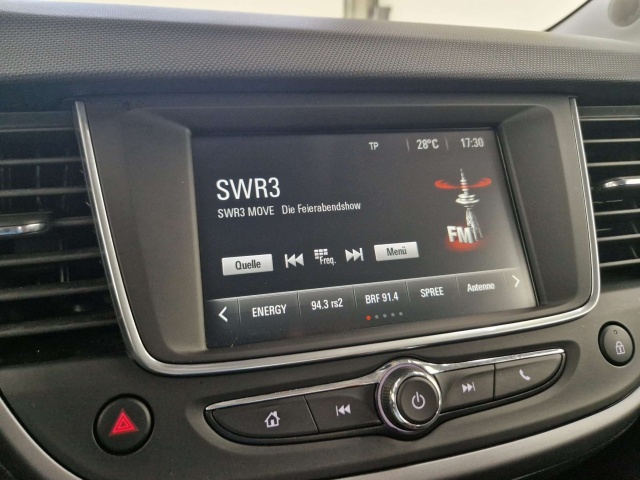 TP 28°C 17:30
SWR3
SWR3 MOVE Die Feierabendshow
FM
Quelle Freq. Menü
ENERGY 94.3 rs2 BRF 91.4 SPREE Antenne